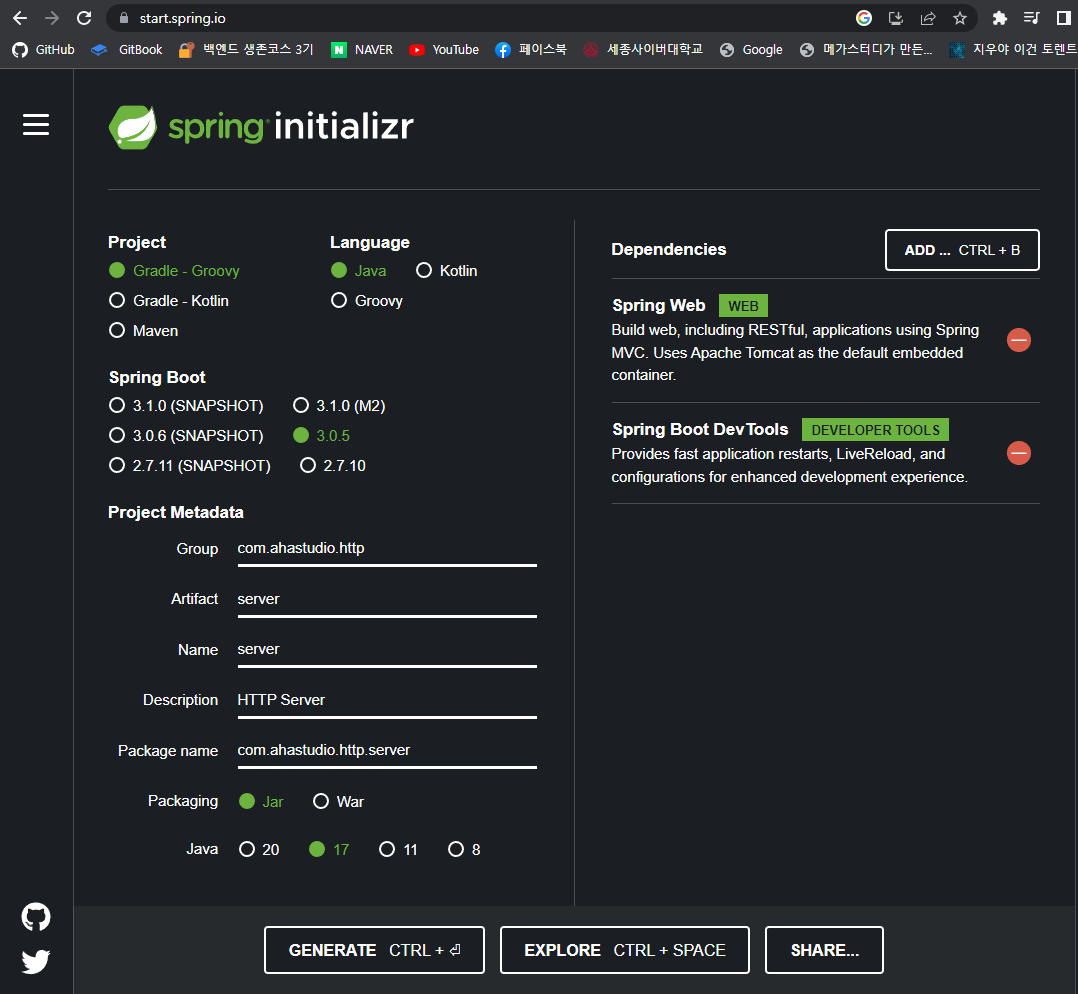 start.spring.io
GitHub GitBook 백엔드 생존코스 3기 NAVER YouTube 페이스북 세종사이버대학교 Google 메가스터디가 만든... 지우야 이건 토렌트
spring initializr
Project
Gradle - Groovy
Gradle - Kotlin
Maven
Language
Java Kotlin
Groovy
Spring Boot
3.1.0 (SNAPSHOT) 3.1.0 (M2)
3.0.6 (SNAPSHOT) 3.0.5
2.7.11 (SNAPSHOT) 2.7.10
Project Metadata
Group com.ahastudio.http
Artifact server
Name server
Description HTTP Server
Package name com.ahastudio.http.server
Packaging Jar War
Java 20 17 11 8
Dependencies ADD ... CTRL + B
Spring Web WEB
Build web, including RESTful, applications using Spring
MVC. Uses Apache Tomcat as the default embedded
container.
Spring Boot DevTools DEVELOPER TOOLS
Provides fast application restarts, LiveReload, and
configurations for enhanced development experience.
GENERATE CTRL + ⏎ EXPLORE CTRL + SPACE SHARE...